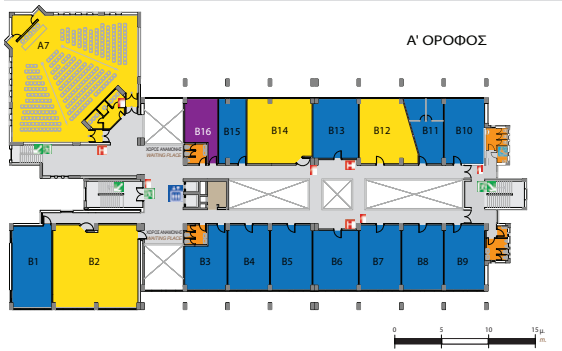 Α' ΟΡΟΦΟΣ
A7
B16
B15
B14
B13
B12
B11
B10
ΧΩΡΟΣ ΑΝΑΜΟΝΗΣ
WAITING PLACE
ΧΩΡΟΣ ΑΝΑΜΟΝΗΣ
WAITING PLACE
B1
B2
B3
B4
B5
B6
B7
B8
B9
0
5
10
15 μ.
m.